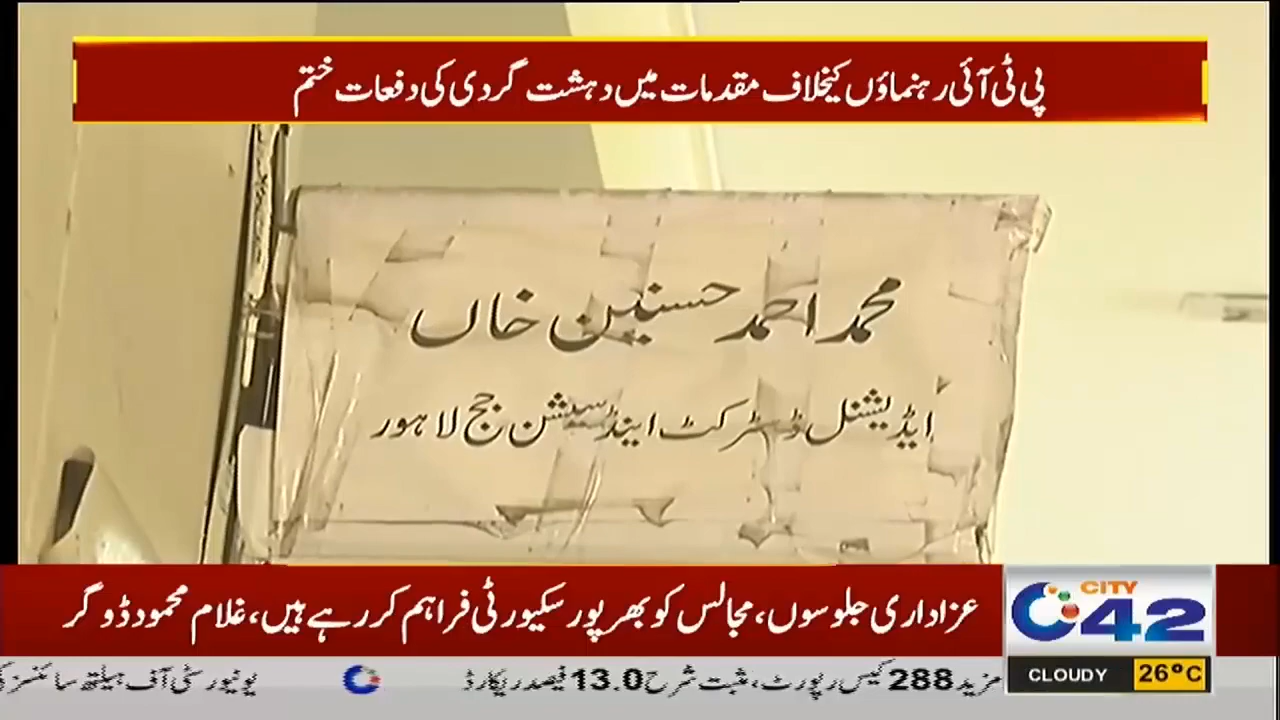 پی ٹی آئی رہنماؤں کیخلاف مقدمات میں دہشت گردی کی دفعات ختم
محمد احمد حسنین خاں
ایڈیشنل ڈسٹرکٹ اینڈ سیشن جج لاہور
عزاداری جلوسوں، مجالس کو بھرپور سکیورٹی فراہم کر رہے ہیں، غلام محمود ڈوگر
CITY
42
مزید 288 کیس رپورٹ، مثبت شرح 13.0 فیصد ریکارڈ
یونیورسٹی آف ہیلتھ سائنسز
CLOUDY 26°C